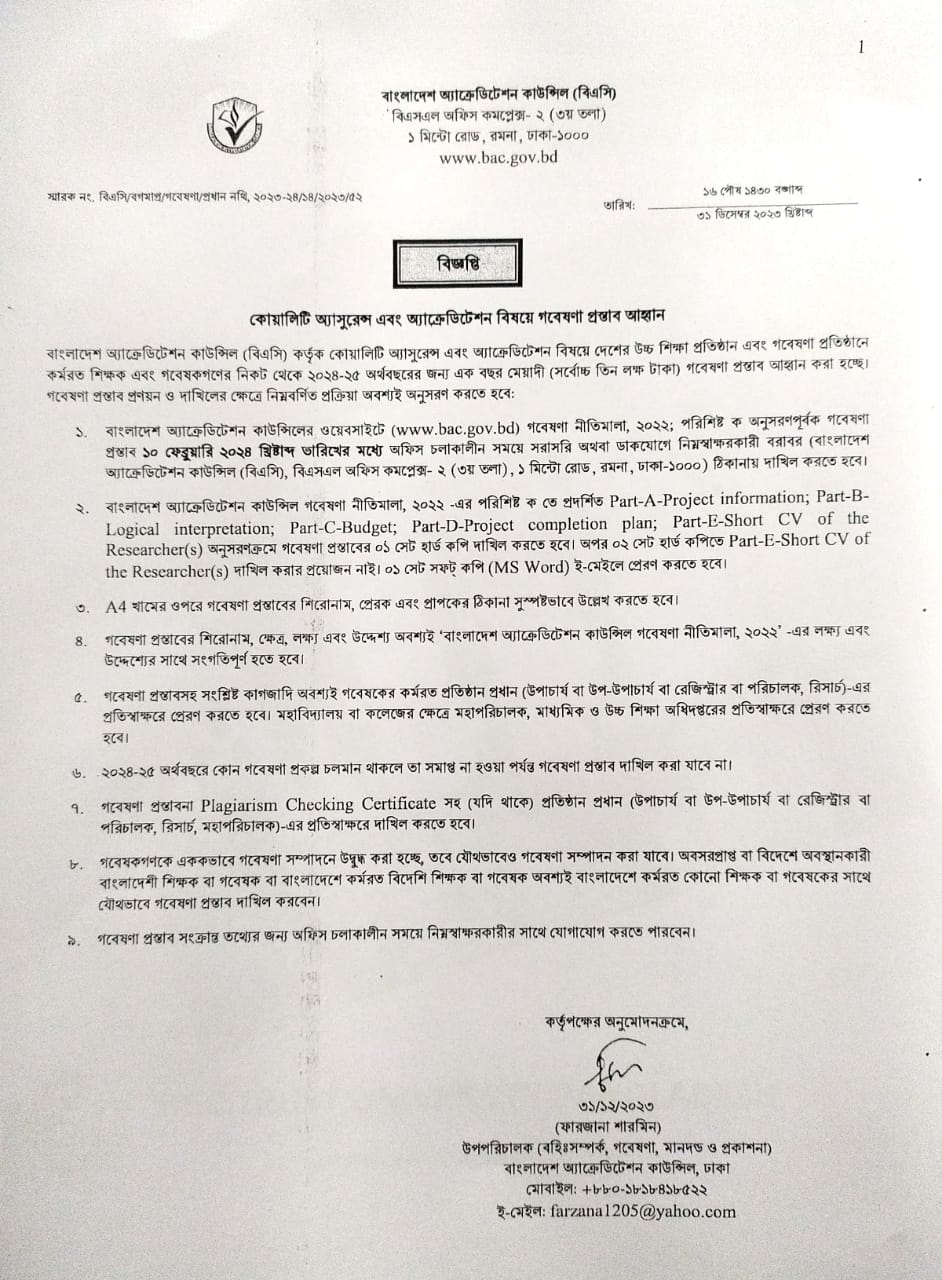 1
বাংলাদেশ অ্যাক্রেডিটেশন কাউন্সিল (বিএসি)
বিএসএল অফিস কমপ্লেক্স- ২ (৩য় তলা)
১ মিন্টো রোড, রমনা, ঢাকা-১০০০
www.bac.gov.bd
স্মারক নং. বিএসি/বগমাপ্র/গবেষণা/প্রধান নথি, ২০২৩-২৪/১৪/২০২৩/৫২
১৬ পৌষ ১৪৩০ বঙ্গাব্দ
তারিখ:
৩১ ডিসেম্বর ২০২৩ খ্রিষ্টাব্দ
বিজ্ঞপ্তি
কোয়ালিটি অ্যাসুরেন্স এবং অ্যাক্রেডিটেশন বিষয়ে গবেষণা প্রস্তাব আহ্বান
বাংলাদেশ অ্যাক্রেডিটেশন কাউন্সিল (বিএসি) কর্তৃক কোয়ালিটি অ্যাসুরেন্স এবং অ্যাক্রেডিটেশন বিষয়ে দেশের উচ্চ শিক্ষা প্রতিষ্ঠান এবং গবেষণা প্রতিষ্ঠানে
কর্মরত শিক্ষক এবং গবেষকগণের নিকট থেকে ২০২৪-২৫ অর্থবছরের জন্য এক বছর মেয়াদী (সর্বোচ্চ তিন লক্ষ টাকা) গবেষণা প্রস্তাব আহ্বান করা হচ্ছে।
গবেষণা প্রস্তাব প্রণয়ন ও দাখিলের ক্ষেত্রে নিম্নবর্ণিত প্রক্রিয়া অবশ্যই অনুসরণ করতে হবে:
১. বাংলাদেশ অ্যাক্রেডিটেশন কাউন্সিলের ওয়েবসাইটে (www.bac.gov.bd) গবেষণা নীতিমালা, ২০২২; পরিশিষ্ট ক অনুসরণপূর্বক গবেষণা
প্রস্তাব ১০ ফেব্রুয়ারি ২০২৪ খ্রিষ্টাব্দ তারিখের মধ্যে অফিস চলাকালীন সময়ে সরাসরি অথবা ডাকযোগে নিম্নস্বাক্ষরকারী বরাবর (বাংলাদেশ
অ্যাক্রেডিটেশন কাউন্সিল (বিএসি), বিএসএল অফিস কমপ্লেক্স- ২ (৩য় তলা), ১ মিন্টো রোড, রমনা, ঢাকা-১০০০) ঠিকানায় দাখিল করতে হবে।
২. বাংলাদেশ অ্যাক্রেডিটেশন কাউন্সিল গবেষণা নীতিমালা, ২০২২ -এর পরিশিষ্ট ক তে প্রদর্শিত Part-A-Project information; Part-B-
Logical interpretation; Part-C-Budget; Part-D-Project completion plan; Part-E-Short CV of the
Researcher(s) অনুসরণক্রমে গবেষণা প্রস্তাবের ০১ সেট হার্ড কপি দাখিল করতে হবে। অপর ০২ সেট হার্ড কপিতে Part-E-Short CV of
the Researcher(s) দাখিল করার প্রয়োজন নাই। ০১ সেট সফট্ কপি (MS Word) ই-মেইলে প্রেরণ করতে হবে।
৩. A4 খামের ওপরে গবেষণা প্রস্তাবের শিরোনাম, প্রেরক এবং প্রাপকের ঠিকানা সুস্পষ্টভাবে উল্লেখ করতে হবে।
৪. গবেষণা প্রস্তাবের শিরোনাম, ক্ষেত্র, লক্ষ্য এবং উদ্দেশ্য অবশ্যই 'বাংলাদেশ অ্যাক্রেডিটেশন কাউন্সিল গবেষণা নীতিমালা, ২০২২' -এর লক্ষ্য এবং
উদ্দেশ্যের সাথে সংগতিপূর্ণ হতে হবে।
৫. গবেষণা প্রস্তাবসহ সংশ্লিষ্ট কাগজাদি অবশ্যই গবেষকের কর্মরত প্রতিষ্ঠান প্রধান (উপাচার্য বা উপ-উপাচার্য বা রেজিস্ট্রার বা পরিচালক, রিসার্চ)-এর
প্রতিস্বাক্ষরে প্রেরণ করতে হবে। মহাবিদ্যালয় বা কলেজের ক্ষেত্রে মহাপরিচালক, মাধ্যমিক ও উচ্চ শিক্ষা অধিদপ্তরের প্রতিস্বাক্ষরে প্রেরণ করতে
হবে।
৬. ২০২৪-২৫ অর্থবছরে কোন গবেষণা প্রকল্প চলমান থাকলে তা সমাপ্ত না হওয়া পর্যন্ত গবেষণা প্রস্তাব দাখিল করা যাবে না।
৭. গবেষণা প্রস্তাবনা Plagiarism Checking Certificate সহ (যদি থাকে) প্রতিষ্ঠান প্রধান (উপাচার্য বা উপ-উপাচার্য বা রেজিস্ট্রার বা
পরিচালক, রিসার্চ, মহাপরিচালক)-এর প্রতিস্বাক্ষরে দাখিল করতে হবে।
৮. গবেষকগণকে এককভাবে গবেষণা সম্পাদনে উদ্বুদ্ধ করা হচ্ছে, তবে যৌথভাবেও গবেষণা সম্পাদন করা যাবে। অবসরপ্রাপ্ত বা বিদেশে অবস্থানকারী
বাংলাদেশী শিক্ষক বা গবেষক বা বাংলাদেশে কর্মরত বিদেশি শিক্ষক বা গবেষক অবশ্যই বাংলাদেশে কর্মরত কোনো শিক্ষক বা গবেষকের সাথে
যৌথভাবে গবেষণা প্রস্তাব দাখিল করবেন।
৯. গবেষণা প্রস্তাব সংক্রান্ত তথ্যের জন্য অফিস চলাকালীন সময়ে নিম্নস্বাক্ষরকারীর সাথে যোগাযোগ করতে পারবেন।
কর্তৃপক্ষের অনুমোদনক্রমে,
৩১/১২/২০২৩
(ফারজানা শারমিন)
উপপরিচালক (বহিঃসম্পর্ক, গবেষণা, মানদন্ড ও প্রকাশনা)
বাংলাদেশ অ্যাক্রেডিটেশন কাউন্সিল, ঢাকা
মোবাইল: +৮৮০-১৮১৮৪১৮৫২২
ই-মেইল: farzana1205@yahoo.com